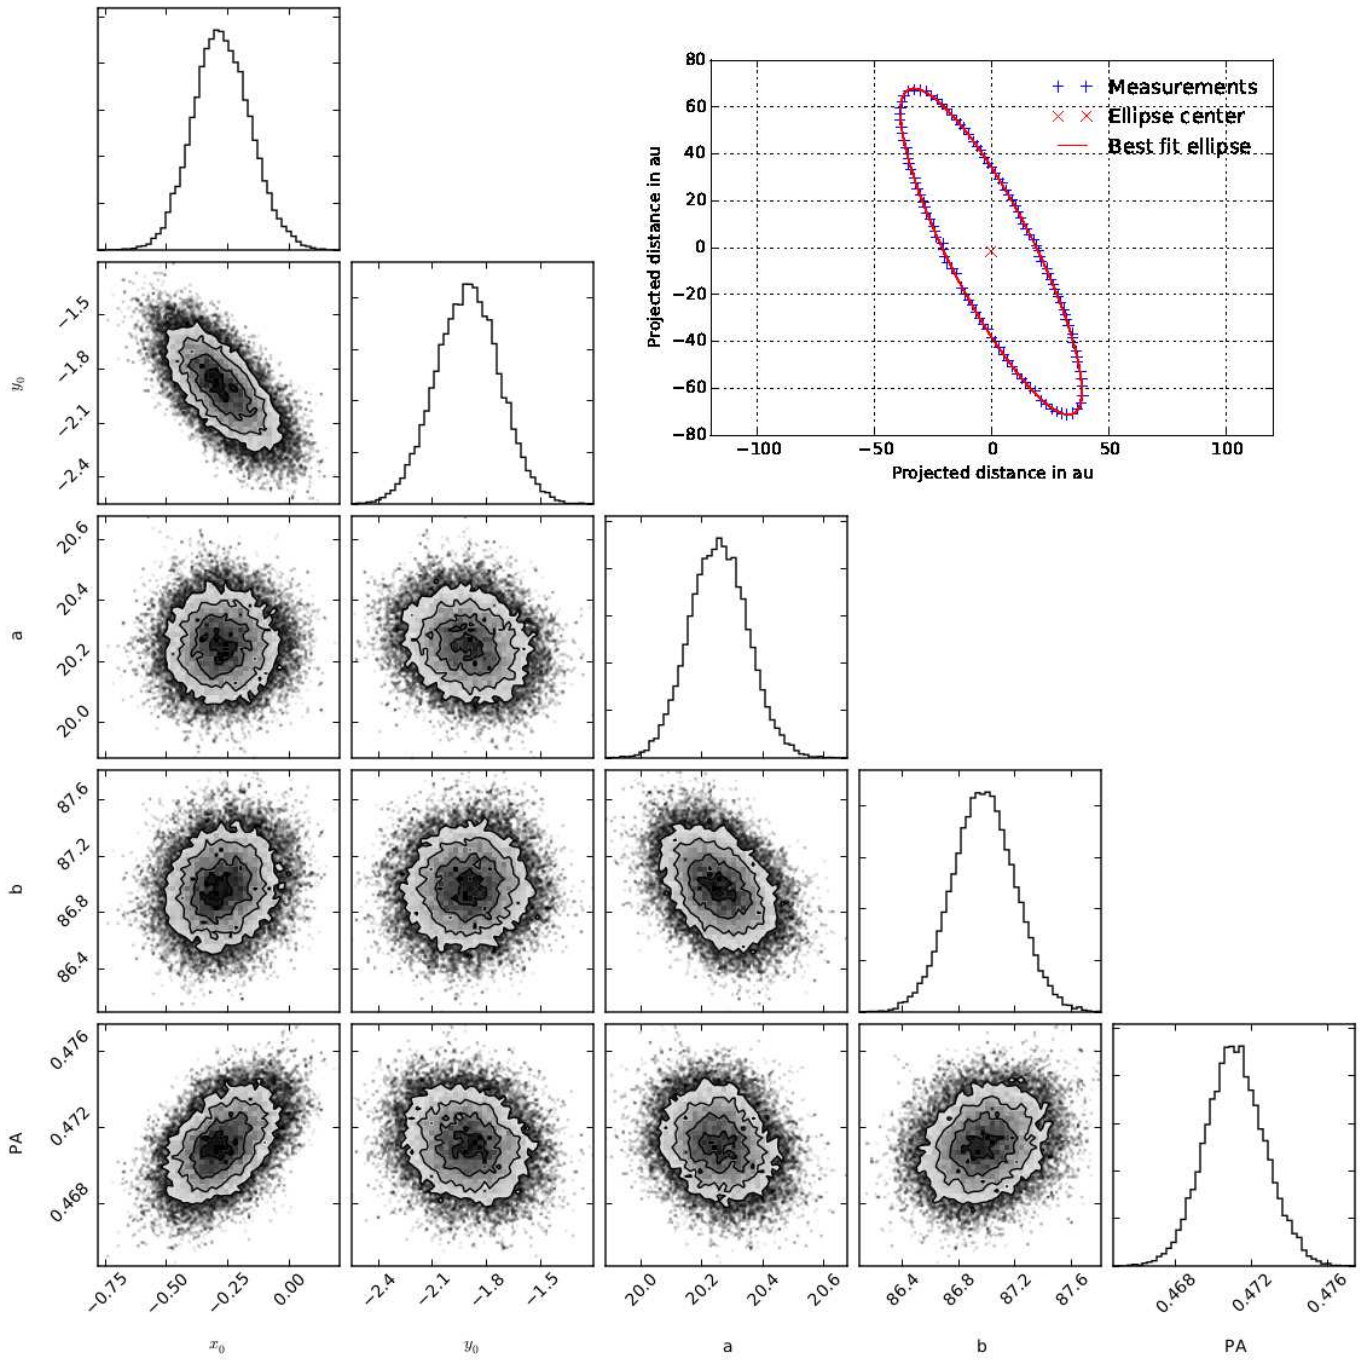 80
60
40
20
0
−20
−40
−60
−80
Projected distance in au
+ + Measurements
× × Ellipse center
Best fit ellipse
−100 −50 0 50 100
Projected distance in au
y₀
−1.5
−1.8
−2.1
−2.4
a
20.6
20.4
20.2
20.0
b
87.6
87.2
86.8
86.4
PA
0.476
0.472
0.468
−0.75 −0.50 −0.25 0.00
−2.4 −2.1 −1.8 −1.5
20.0 20.2 20.4 20.6
86.4 86.8 87.2 87.6
0.468 0.472 0.476
x₀ y₀ a b PA